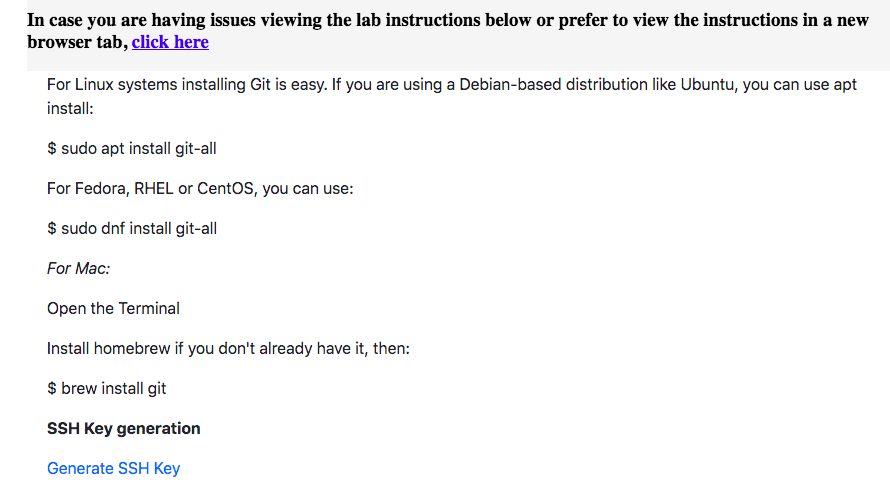 In case you are having issues viewing the lab instructions below or prefer to view the instructions in a new
browser tab, click here
For Linux systems installing Git is easy. If you are using a Debian-based distribution like Ubuntu, you can use apt
install:
$ sudo apt install git-all
For Fedora, RHEL or CentOS, you can use:
$ sudo dnf install git-all
For Mac:
Open the Terminal
Install homebrew if you don't already have it, then:
$ brew install git
SSH Key generation
Generate SSH Key